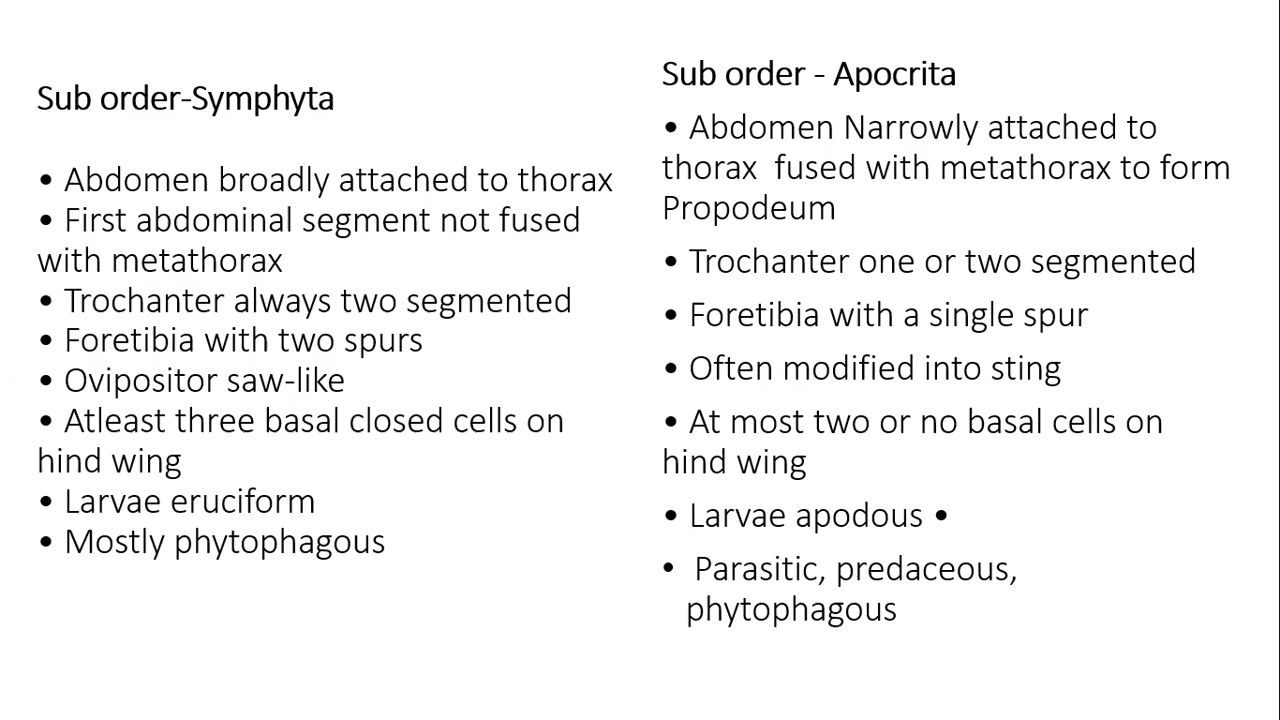 Sub order-Symphyta
• Abdomen broadly attached to thorax
• First abdominal segment not fused
with metathorax
• Trochanter always two segmented
• Foretibia with two spurs
• Ovipositor saw-like
• Atleast three basal closed cells on
hind wing
• Larvae eruciform
• Mostly phytophagous
Sub order - Apocrita
• Abdomen Narrowly attached to
thorax  fused with metathorax to form
Propodeum
• Trochanter one or two segmented
• Foretibia with a single spur
• Often modified into sting
• At most two or no basal cells on
hind wing
• Larvae apodous •
• Parasitic, predaceous,
phytophagous